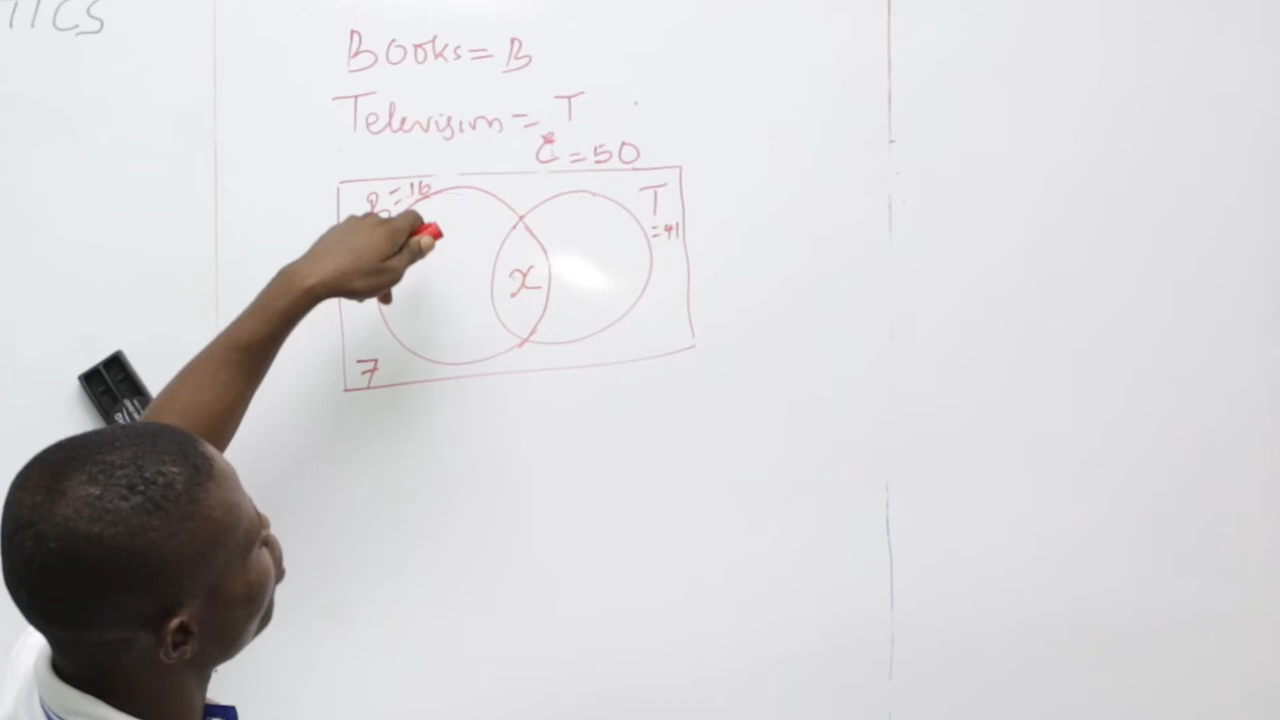 TICS
Books = B
Television = T
ℰ = 50
B = 16
T
= 41
x
7